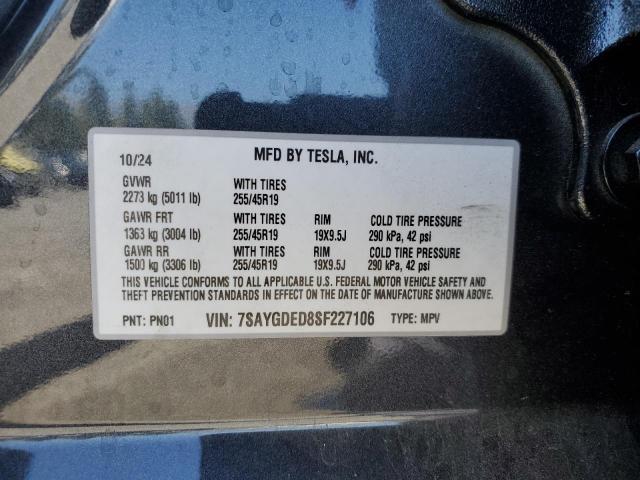 10/24 MFD BY TESLA, INC.
GVWR WITH TIRES
2273 kg (5011 lb) 255/45R19
GAWR FRT WITH TIRES RIM COLD TIRE PRESSURE
1363 kg (3004 lb) 255/45R19 19X9.5J 290 kPa, 42 psi
GAWR RR WITH TIRES RIM COLD TIRE PRESSURE
1500 kg (3306 lb) 255/45R19 19X9.5J 290 kPa, 42 psi
THIS VEHICLE CONFORMS TO ALL APPLICABLE U.S. FEDERAL MOTOR VEHICLE SAFETY AND
THEFT PREVENTION STANDARDS IN EFFECT ON THE DATE OF MANUFACTURE SHOWN ABOVE.
PNT: PN01 VIN: 7SAYGDED8SF227106 TYPE: MPV